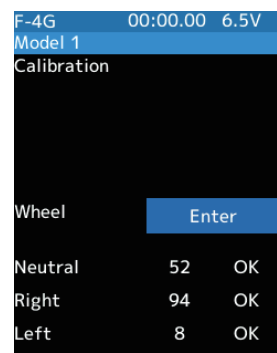 F-4G 00:00.00 6.5V
Model 1
Calibration
Wheel Enter
Neutral 52 OK
Right 94 OK
Left 8 OK